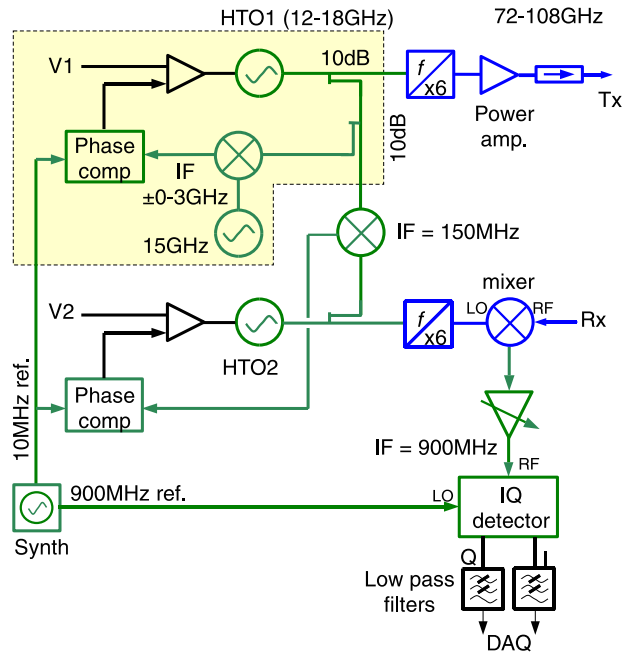 HTO1 (12-18GHz)
72-108GHz
V1
10dB
f
x6
Power
amp.
Tx
Phase
comp
IF
±0-3GHz
10dB
15GHz
IF = 150MHz
mixer
V2
LO
RF
Rx
f
x6
HTO2
Phase
comp
10MHz ref.
IF = 900MHz
RF
900MHz ref.
LO
IQ
detector
Synth
Q
I
Low pass
filters
DAQ